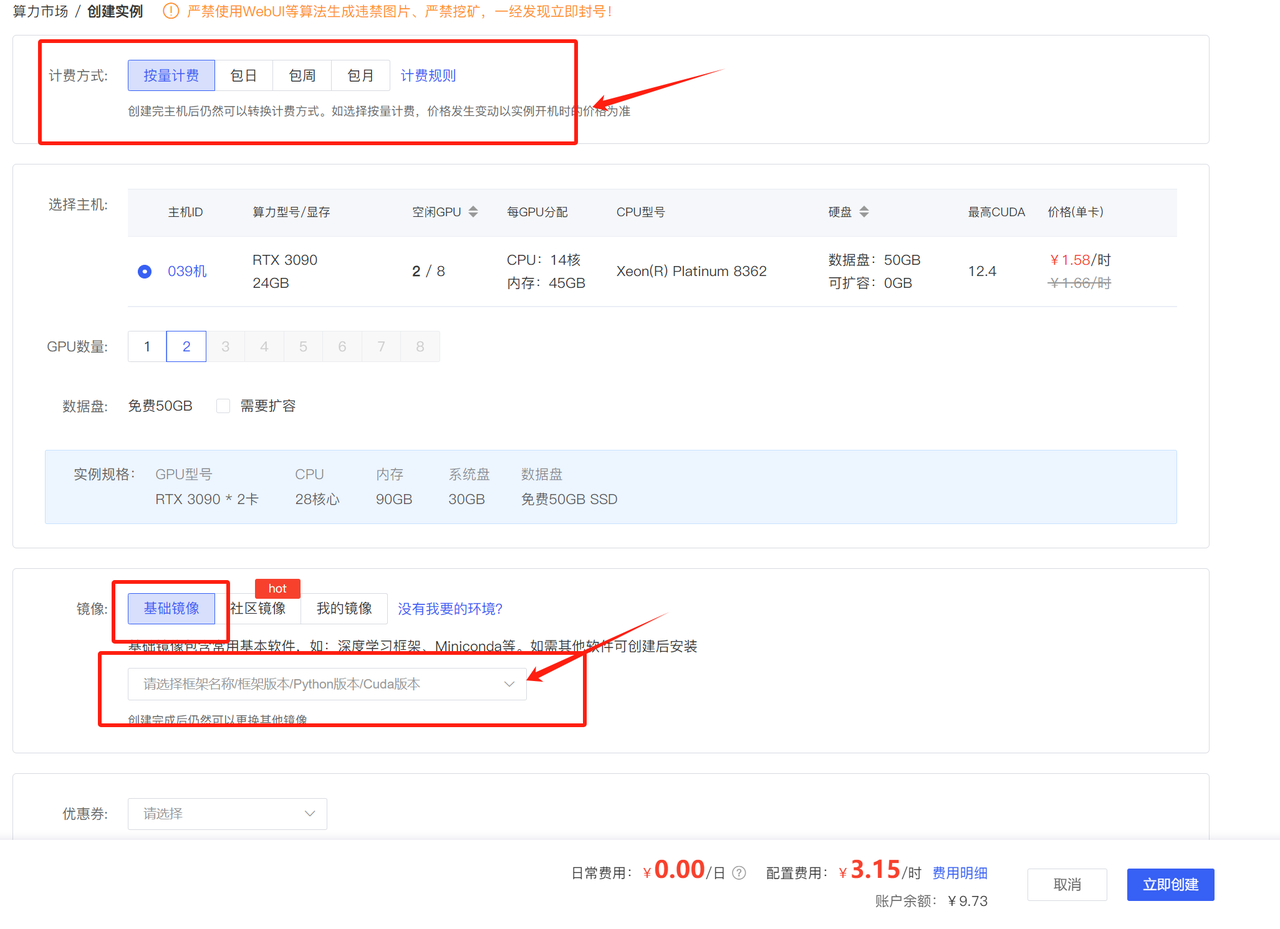 算力市场 / 创建实例 严禁使用WebUI等算法生成违禁图片、严禁挖矿，一经发现立即封号！
计费方式: 按量计费 包日 包周 包月 计费规则
创建完主机后仍然可以转换计费方式。如选择按量计费，价格发生变动以实例开机时的价格为准
选择主机: 主机ID 算力型号/显存 空闲GPU 每GPU分配 CPU型号 硬盘 最高CUDA 价格(单卡)
039机 RTX 3090 2 / 8 CPU: 14核 Xeon(R) Platinum 8362 数据盘: 50GB 12.4 ￥1.58/时
24GB 内存: 45GB 可扩容: 0GB ￥1.66/时
GPU数量: 1 2 3 4 5 6 7 8
数据盘: 免费50GB 需要扩容
实例规格: GPU型号 CPU 内存 系统盘 数据盘
RTX 3090 * 2卡 28核心 90GB 30GB 免费50GB SSD
hot
镜像: 基础镜像 社区镜像 我的镜像 没有我要的环境?
基础镜像包含常用基本软件，如：深度学习框架、Miniconda等。如需其他软件可创建后安装
请选择框架名称/框架版本/Python版本/Cuda版本
创建完成后仍然可以更换其他镜像
优惠券: 请选择
日常费用: ￥0.00/日 ? 配置费用: ￥3.15/时 费用明细 取消 立即创建
账户余额: ￥9.73